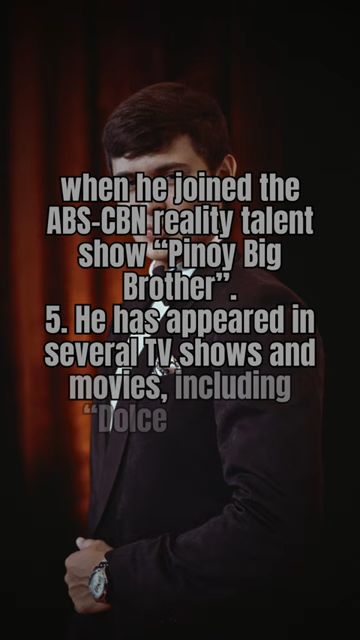 when he joined the
ABS-CBN reality talent
show “Pinoy Big
Brother”.
5. He has appeared in
several TV shows and
movies, including
“Dolce